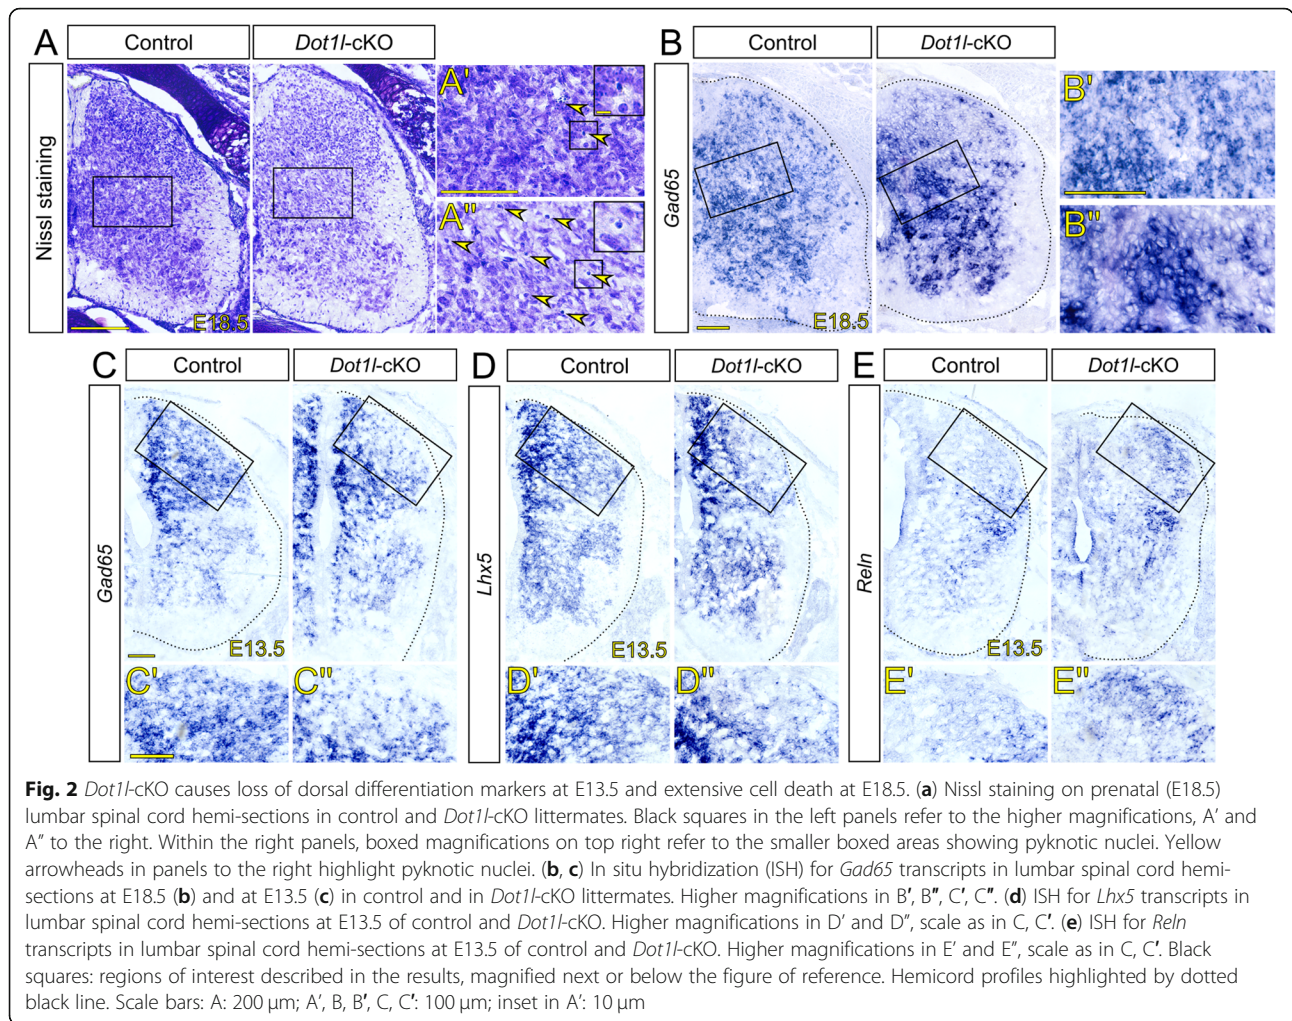 A
Control
Dot1l-cKO
B
Control
Dot1l-cKO
Nissl staining
A'
A"
E18.5
Gad65
B'
B"
E18.5
C
Control
Dot1l-cKO
D
Control
Dot1l-cKO
E
Control
Dot1l-cKO
Gad65
E13.5
Lhx5
E13.5
Reln
E13.5
C'
C"
D'
D"
E'
E"
Fig. 2 Dot1l-cKO causes loss of dorsal differentiation markers at E13.5 and extensive cell death at E18.5. (a) Nissl staining on prenatal (E18.5)
lumbar spinal cord hemi-sections in control and Dot1l-cKO littermates. Black squares in the left panels refer to the higher magnifications, A′ and
A″ to the right. Within the right panels, boxed magnifications on top right refer to the smaller boxed areas showing pyknotic nuclei. Yellow
arrowheads in panels to the right highlight pyknotic nuclei. (b, c) In situ hybridization (ISH) for Gad65 transcripts in lumbar spinal cord hemi-
sections at E18.5 (b) and at E13.5 (c) in control and in Dot1l-cKO littermates. Higher magnifications in B′, B″, C′, C″. (d) ISH for Lhx5 transcripts in
lumbar spinal cord hemi-sections at E13.5 of control and Dot1l-cKO. Higher magnifications in D′ and D″, scale as in C, C′. (e) ISH for Reln
transcripts in lumbar spinal cord hemi-sections at E13.5 of control and Dot1l-cKO. Higher magnifications in E′ and E″, scale as in C, C′. Black
squares: regions of interest described in the results, magnified next or below the figure of reference. Hemicord profiles highlighted by dotted
black line. Scale bars: A: 200 μm; A′, B, B′, C, C′: 100 μm; inset in A′: 10 μm